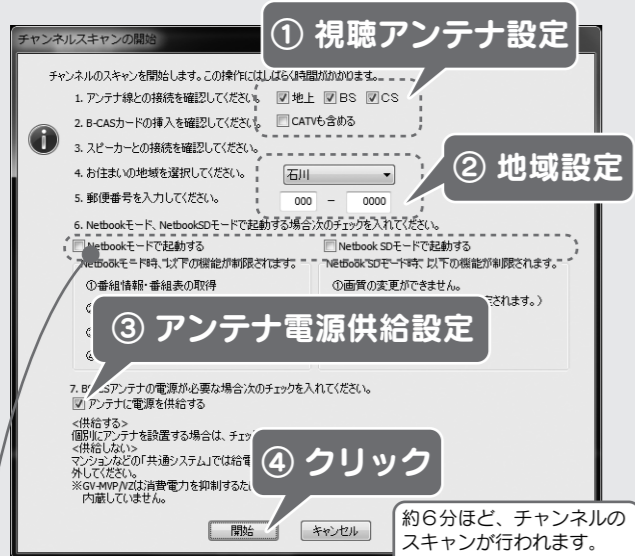 チャンネルスキャンの開始
① 視聴アンテナ設定
チャンネルのスキャンを開始します。この操作にはしばらく時間がかかります。
1. アンテナ線との接続を確認してください。 地上 BS CS
2. B-CASカードの挿入を確認してください。 CATVも含める
3. スピーカーとの接続を確認してください。
② 地域設定
4. お住まいの地域を選択してください。 石川
5. 郵便番号を入力してください。 000 - 0000
6. Netbookモード、NetbookSDモードで起動する場合次のチェックを入れてください。
Netbookモードで起動する Netbook SDモードで起動する
Netbookモード時、以下の機能が制限されます。 Netbook SDモード時、以下の機能が制限されます。
①番組情報・番組表の取得 ①画質の変更ができません。
されます。)
③ アンテナ電源供給設定
7. BS/CSアンテナの電源が必要な場合次のチェックを入れてください。
アンテナに電源を供給する
<供給する>
個別にアンテナを設置する場合は、チェッ
<供給しない>
マンションなどの「共通システム」では給電
外してください。
④ クリック
※GV-MVP/VZは消費電力を抑制するた
内蔵していません。
開始 キャンセル
約6分ほど、チャンネルの
スキャンが行われます。